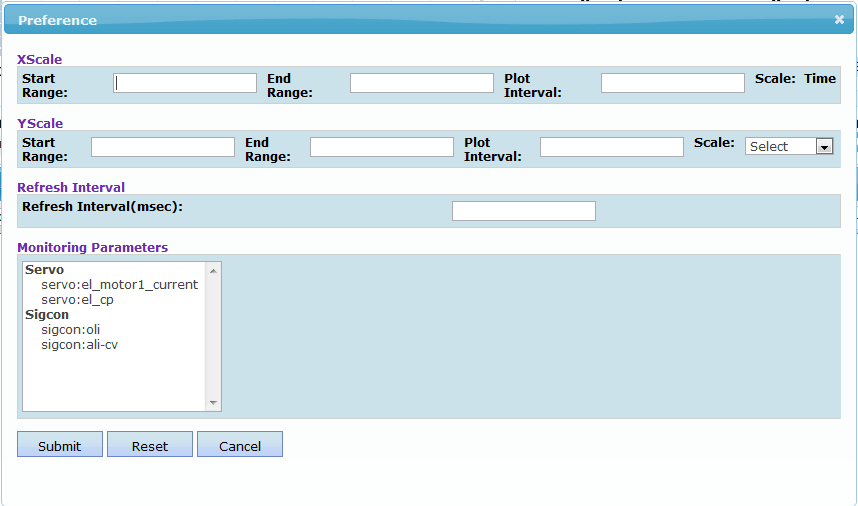 Preference
XScale
Start Range:
End Range:
Plot Interval:
Scale: Time
YScale
Start Range:
End Range:
Plot Interval:
Scale:
Select
Refresh Interval
Refresh Interval(msec):
Monitoring Parameters
Servo
servo:el_motor1_current
servo:el_cp
Sigcon
sigcon:oli
sigcon:ali-cv
Submit
Reset
Cancel